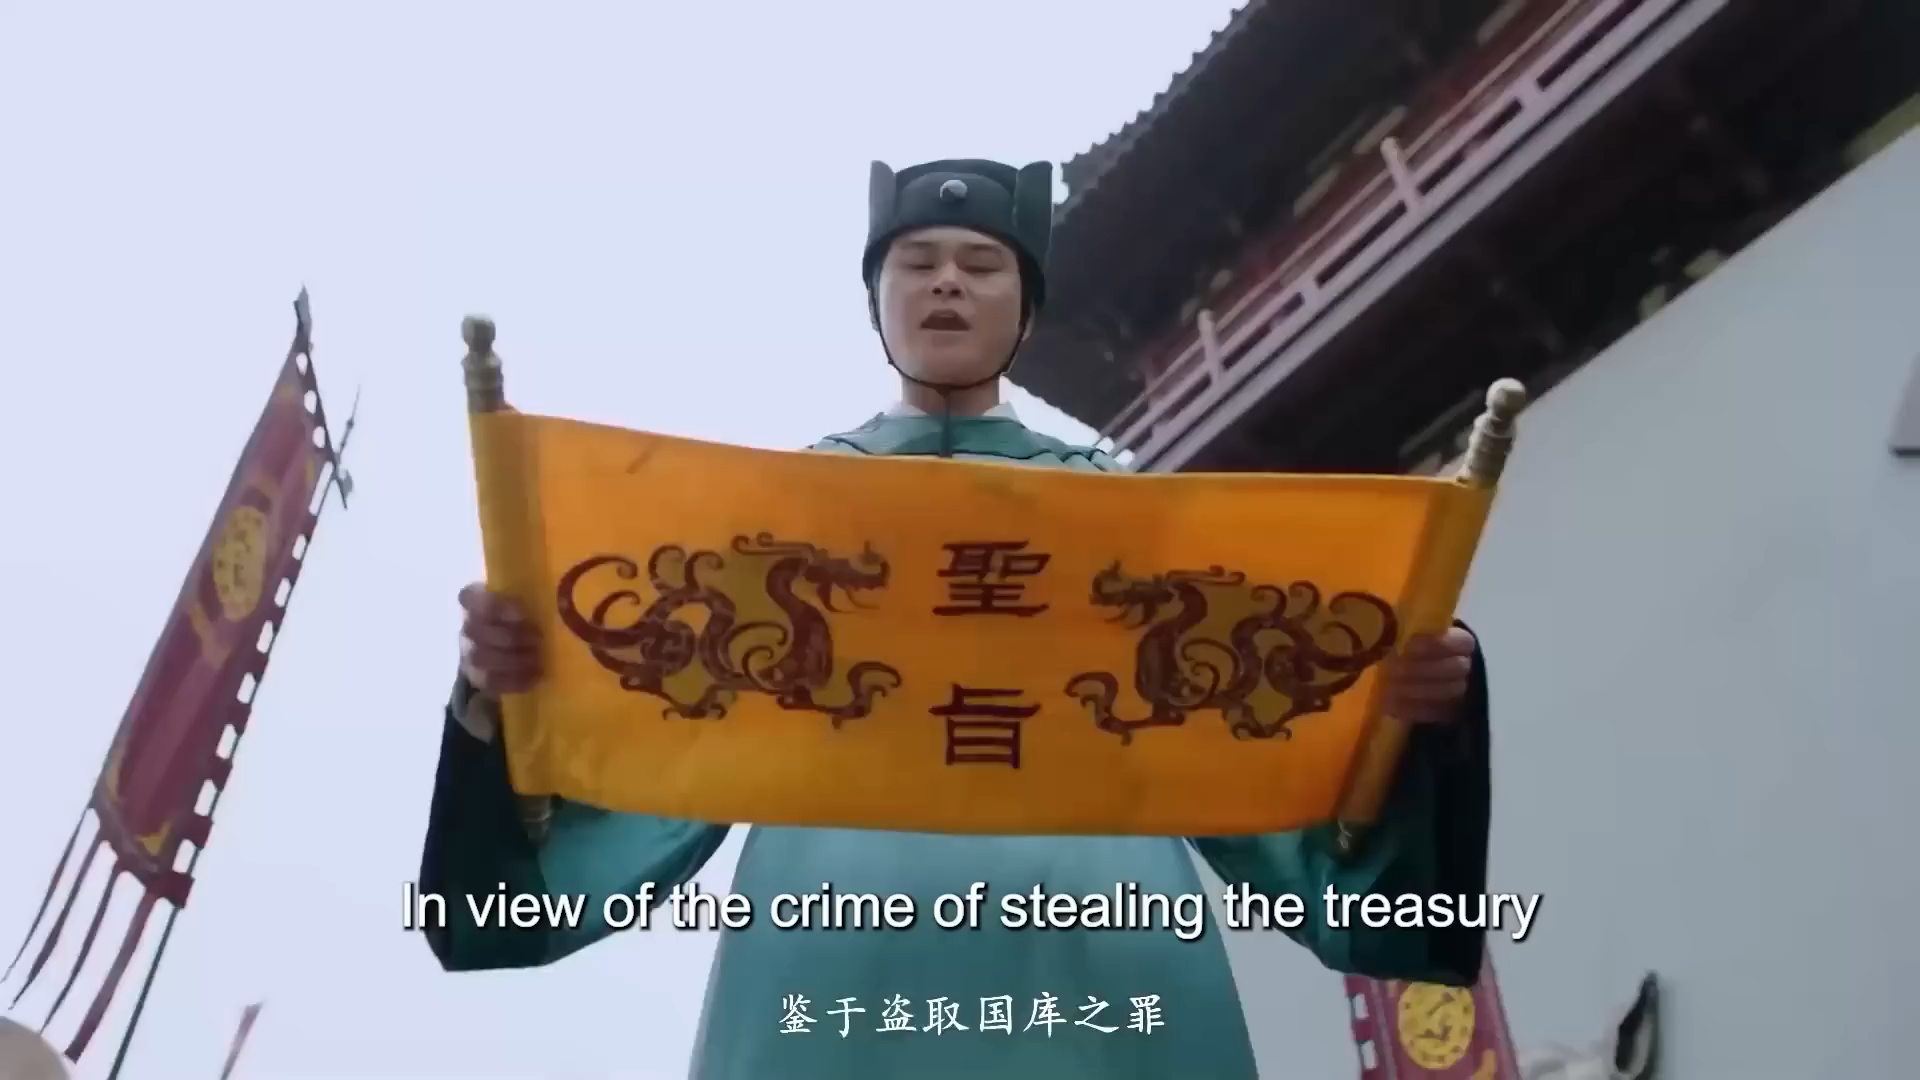 聖
旨
In view of the crime of stealing the treasury
鉴于盗取国库之罪